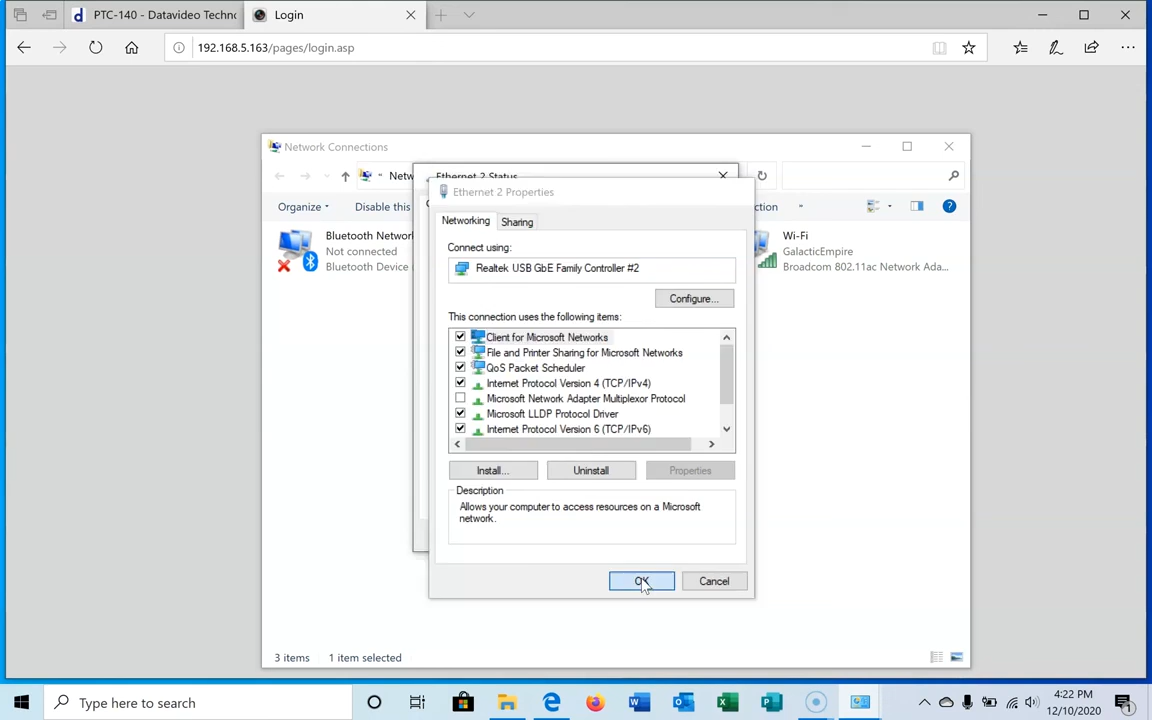 PTC-140 - Datavideo Techno
Login
192.168.5.163/pages/login.asp
Network Connections
Netw
Ethernet 2 Status
Ethernet 2 Properties
Organize
Disable this
ction
»
Networking
Sharing
Connect using:
Realtek USB GbE Family Controller #2
Configure...
This connection uses the following items:
Client for Microsoft Networks
File and Printer Sharing for Microsoft Networks
QoS Packet Scheduler
Internet Protocol Version 4 (TCP/IPv4)
Microsoft Network Adapter Multiplexor Protocol
Microsoft LLDP Protocol Driver
Internet Protocol Version 6 (TCP/IPv6)
Install...
Uninstall
Properties
Description
Allows your computer to access resources on a Microsoft
network.
OK
Cancel
Bluetooth Network
Not connected
Bluetooth Device
Wi-Fi
GalacticEmpire
Broadcom 802.11ac Network Ada...
3 items
1 item selected
Type here to search
4:22 PM
12/10/2020
1